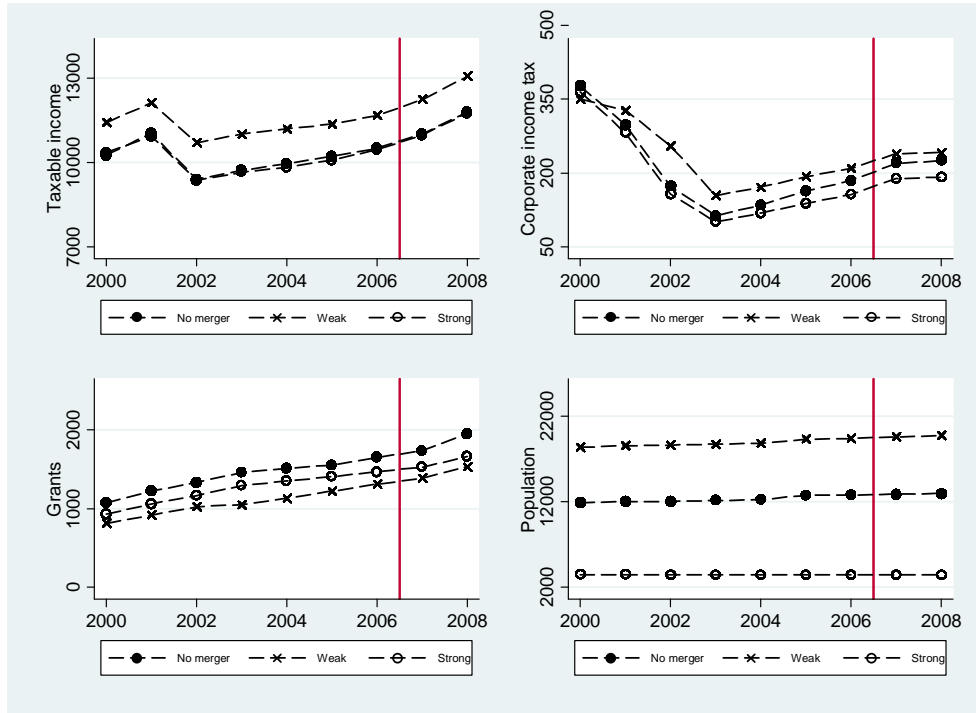 Taxable income
13000
10000
7000
2000 2002 2004 2006 2008
No merger Weak Strong
Corporate income tax
500
350
200
50
2000 2002 2004 2006 2008
No merger Weak Strong
Grants
2000
1000
0
2000 2002 2004 2006 2008
No merger Weak Strong
Population
22000
12000
2000
2000 2002 2004 2006 2008
No merger Weak Strong